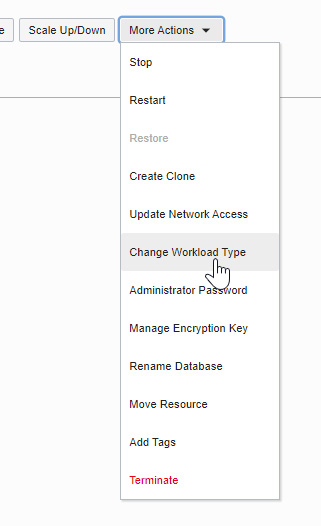 e
Scale Up/Down
More Actions
Stop
Restart
Restore
Create Clone
Update Network Access
Change Workload Type
Administrator Password
Manage Encryption Key
Rename Database
Move Resource
Add Tags
Terminate